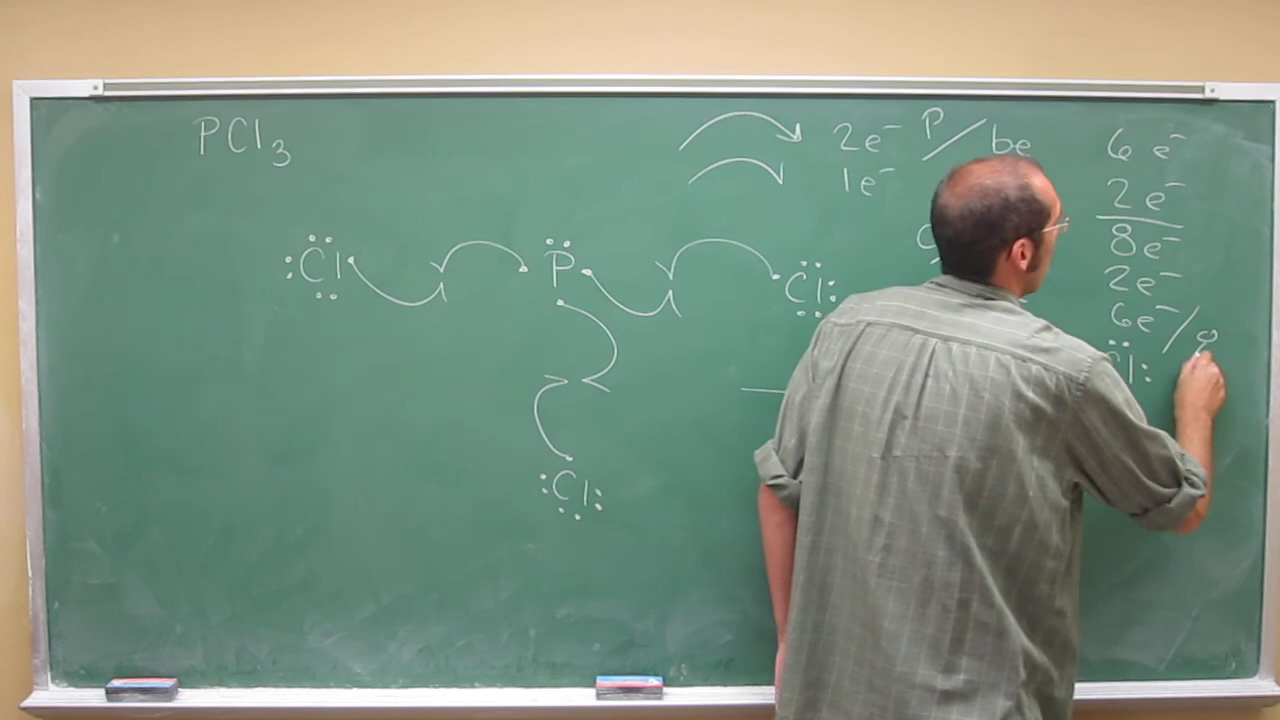 PCl₃
2e⁻ P/be
1e⁻
6e⁻
2e⁻
8e⁻
2e⁻
6e⁻/
Cl P Cl
Cl